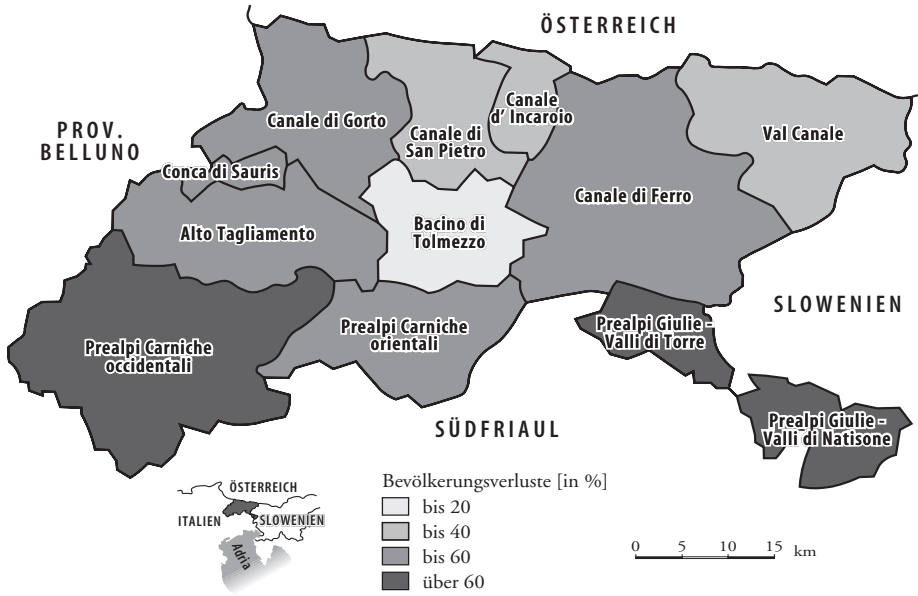 ÖSTERREICH
PROV.
BELLUNO
Canale di Gorto
Canale di
San Pietro
Canale
d' Incaroio
Val Canale
Conca di Sauris
Canale di Ferro
Alto Tagliamento
Bacino di
Tolmezzo
SLOWENIEN
Prealpi Carniche
occidentali
Prealpi Carniche
orientali
Prealpi Giulie -
Valli di Torre
Prealpi Giulie -
Valli di Natisone
SÜDFRIAUL
ÖSTERREICH
ITALIEN
SLOWENIEN
Adria
Bevölkerungsverluste [in %]
bis 20
bis 40
bis 60
über 60
0 5 10 15 km